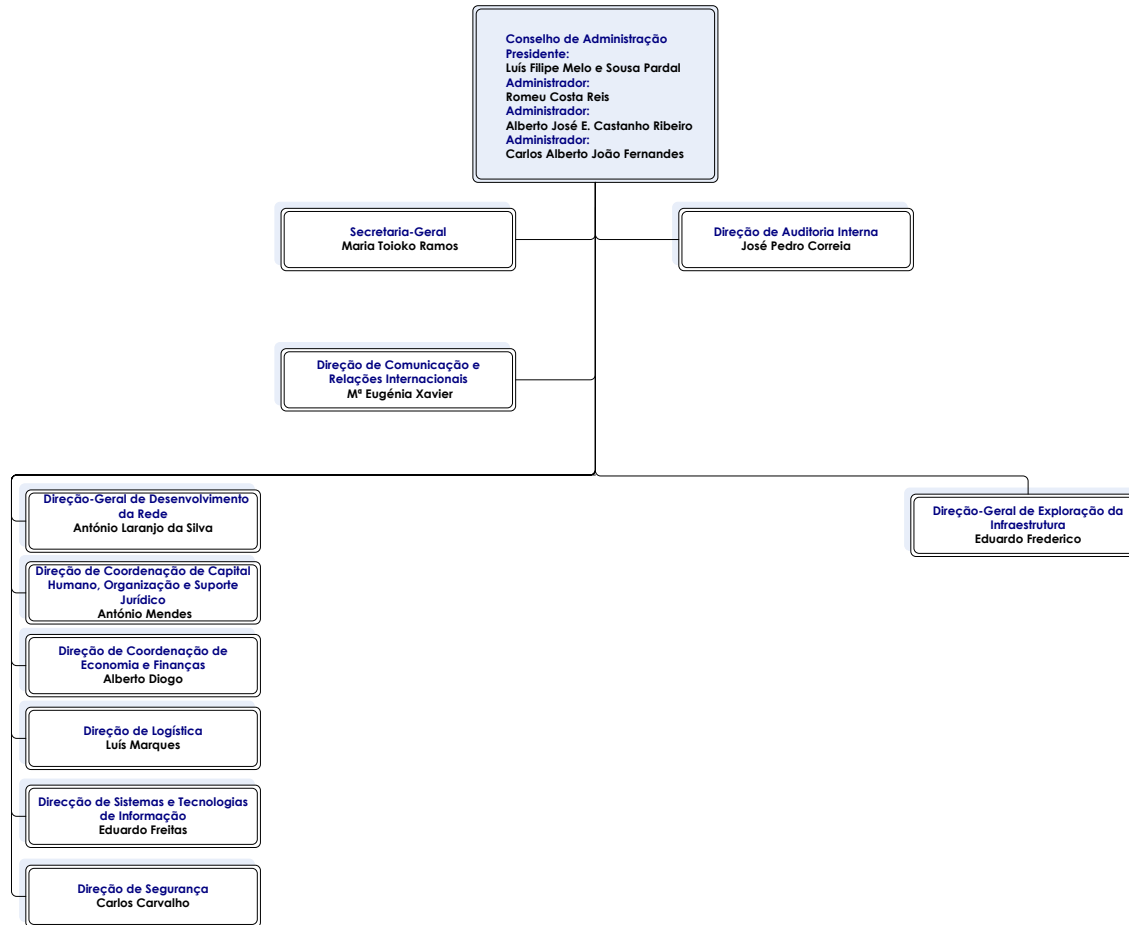 Conselho de Administração
Presidente:
Luís Filipe Melo e Sousa Pardal
Administrador:
Romeu Costa Reis
Administrador:
Alberto José E. Castanho Ribeiro
Administrador:
Carlos Alberto João Fernandes
Secretaria-Geral
Maria Toioko Ramos
Direção de Auditoria Interna
José Pedro Correia
Direção de Comunicação e
Relações Internacionais
Mª Eugénia Xavier
Direção-Geral de Desenvolvimento
da Rede
António Laranjo da Silva
Direção-Geral de Exploração da
Infraestrutura
Eduardo Frederico
Direção de Coordenação de Capital
Humano, Organização e Suporte
Jurídico
António Mendes
Direção de Coordenação de
Economia e Finanças
Alberto Diogo
Direção de Logística
Luís Marques
Direcção de Sistemas e Tecnologias
de Informação
Eduardo Freitas
Direção de Segurança
Carlos Carvalho